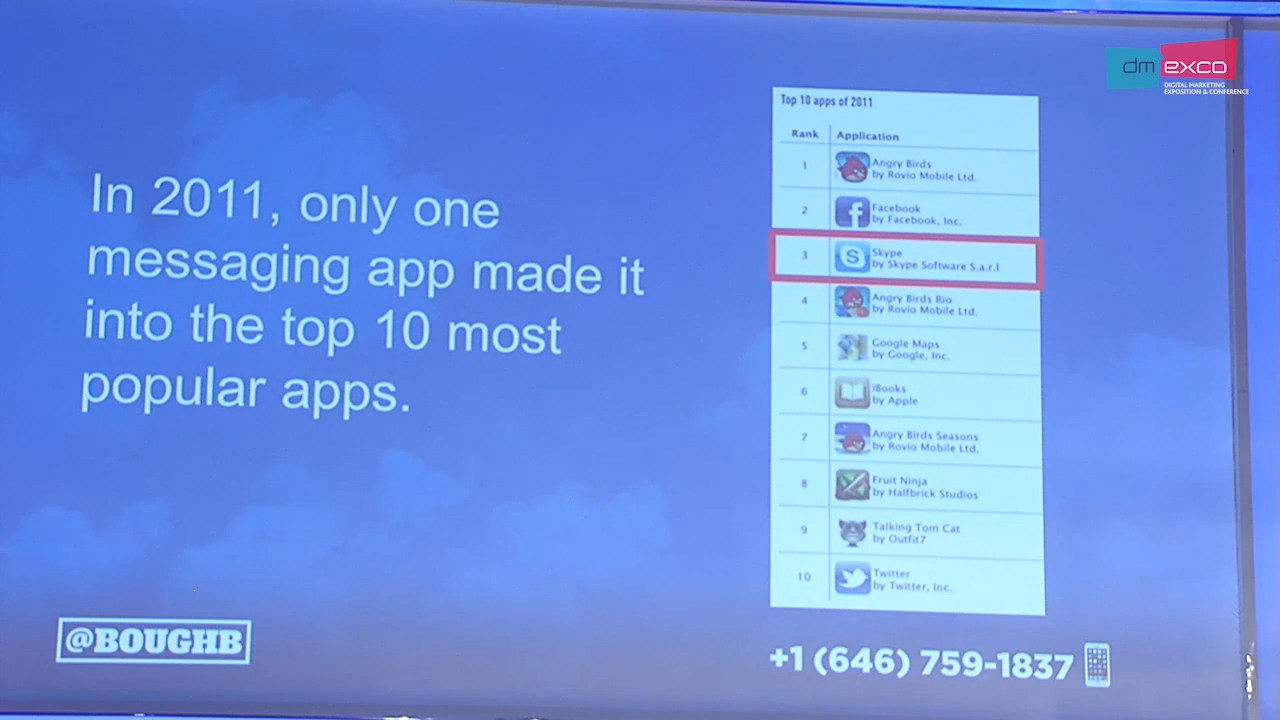 dm exco
DIGITAL MARKETING
EXPOSITION & CONFERENCE
In 2011, only one
messaging app made it
into the top 10 most
popular apps.
Top 10 apps of 2011
Rank Application
1 Angry Birds
by Rovio Mobile Ltd.
2 Facebook
by Facebook, Inc.
3 Skype
by Skype Software S.a.r.l
4 Angry Birds Rio
by Rovio Mobile Ltd.
5 Google Maps
by Google, Inc.
6 iBooks
by Apple
7 Angry Birds Seasons
by Rovio Mobile Ltd.
8 Fruit Ninja
by Halfbrick Studios
9 Talking Tom Cat
by Outfit7
10 Twitter
by Twitter, Inc.
@BOUGHB
+1 (646) 759-1837